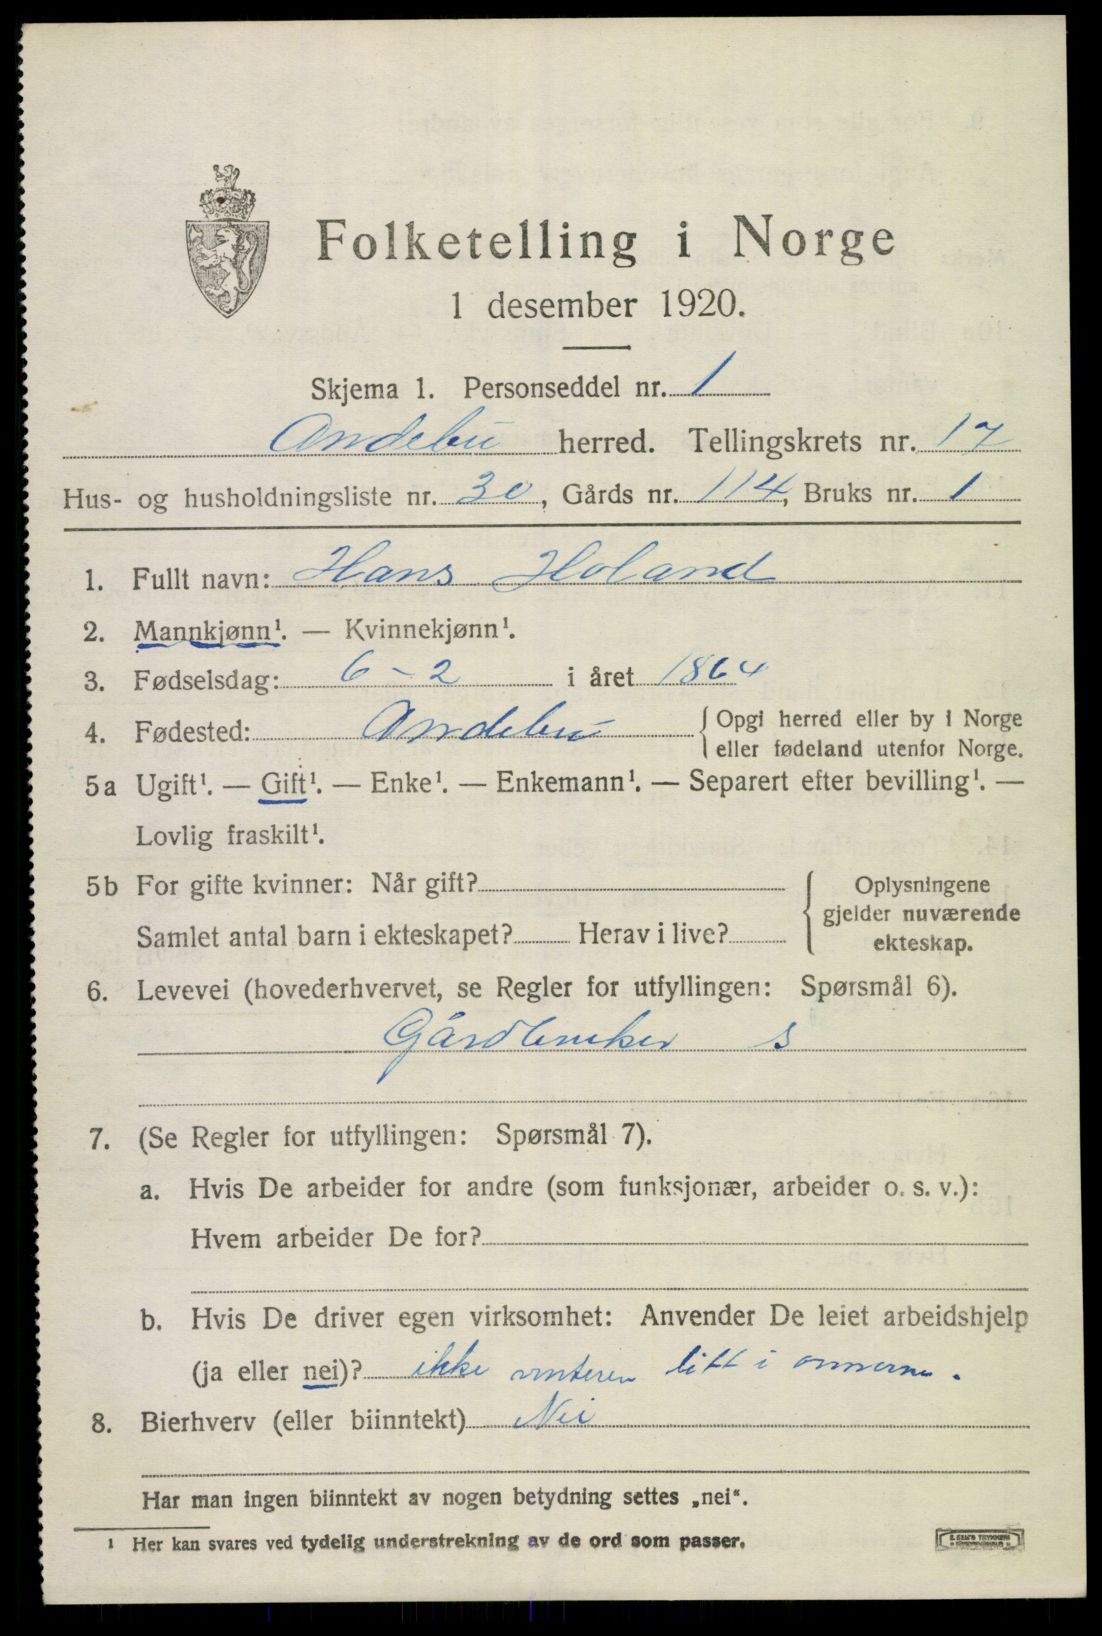 Folketelling i Norge
1 desember 1920.
Skjema 1. Personseddel nr. 1
Andebu herred. Tellingskrets nr. 17
Hus- og husholdningsliste nr. 30, Gårds nr. 114, Bruks nr. 1
1. Fullt navn: Hans Holand
2. Mannkjønn¹. — Kvinnekjønn¹.
3. Fødselsdag: 6 - 2 i året 1864
4. Fødested: Andebu { Opgi herred eller by i Norge
eller fødeland utenfor Norge.
5a Ugift¹. — Gift¹. — Enke¹. — Enkemann¹. — Separert efter bevilling¹. —
Lovlig fraskilt¹.
5b For gifte kvinner: Når gift? { Oplysningene
gjelder nuværende
ekteskap.
Samlet antal barn i ekteskapet? Herav i live?
6. Levevei (hovederhvervet, se Regler for utfyllingen: Spørsmål 6).
Gårdbruker s
7. (Se Regler for utfyllingen: Spørsmål 7).
a. Hvis De arbeider for andre (som funksjonær, arbeider o. s. v.):
Hvem arbeider De for?
b. Hvis De driver egen virksomhet: Anvender De leiet arbeidshjelp
(ja eller nei)? ikke vinteren litt i onnerne.
8. Bierhverv (eller biinntekt) Nei
Har man ingen biinntekt av nogen betydning settes „nei“.
¹ Her kan svares ved tydelig understrekning av de ord som passer.